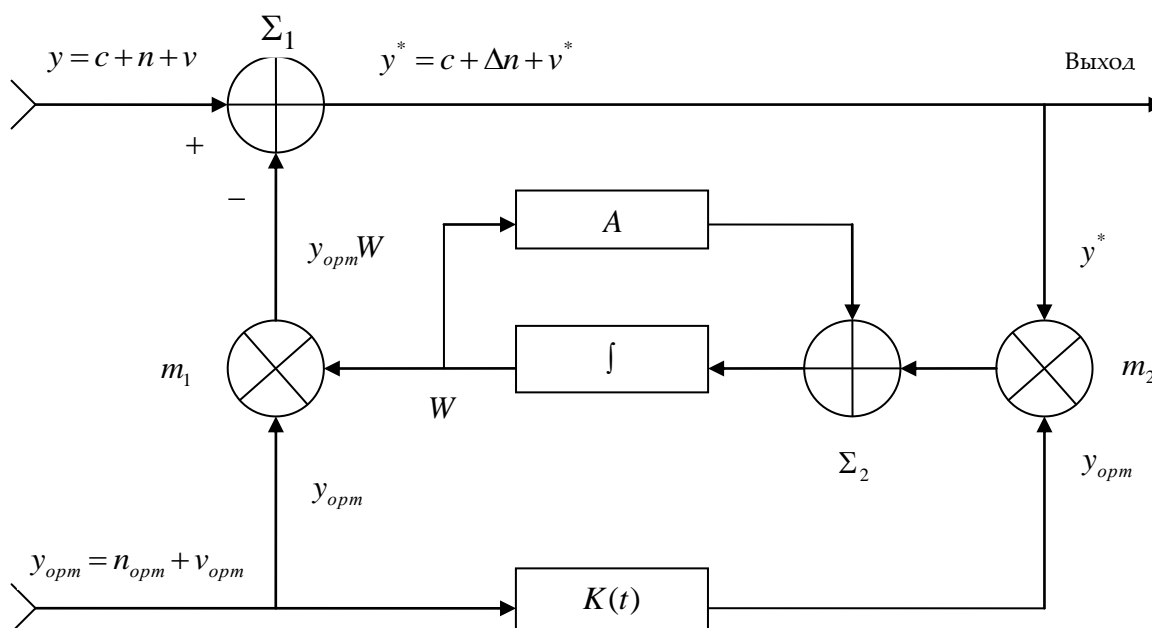 Σ₁
y = c + n + v
y* = c + Δn + v*
Выход
+
−
A
y_орт W
y*
m₁
∫
m₂
W
Σ₂
y_орт
y_орт
y_орт = n_орт + v_орт
K(t)